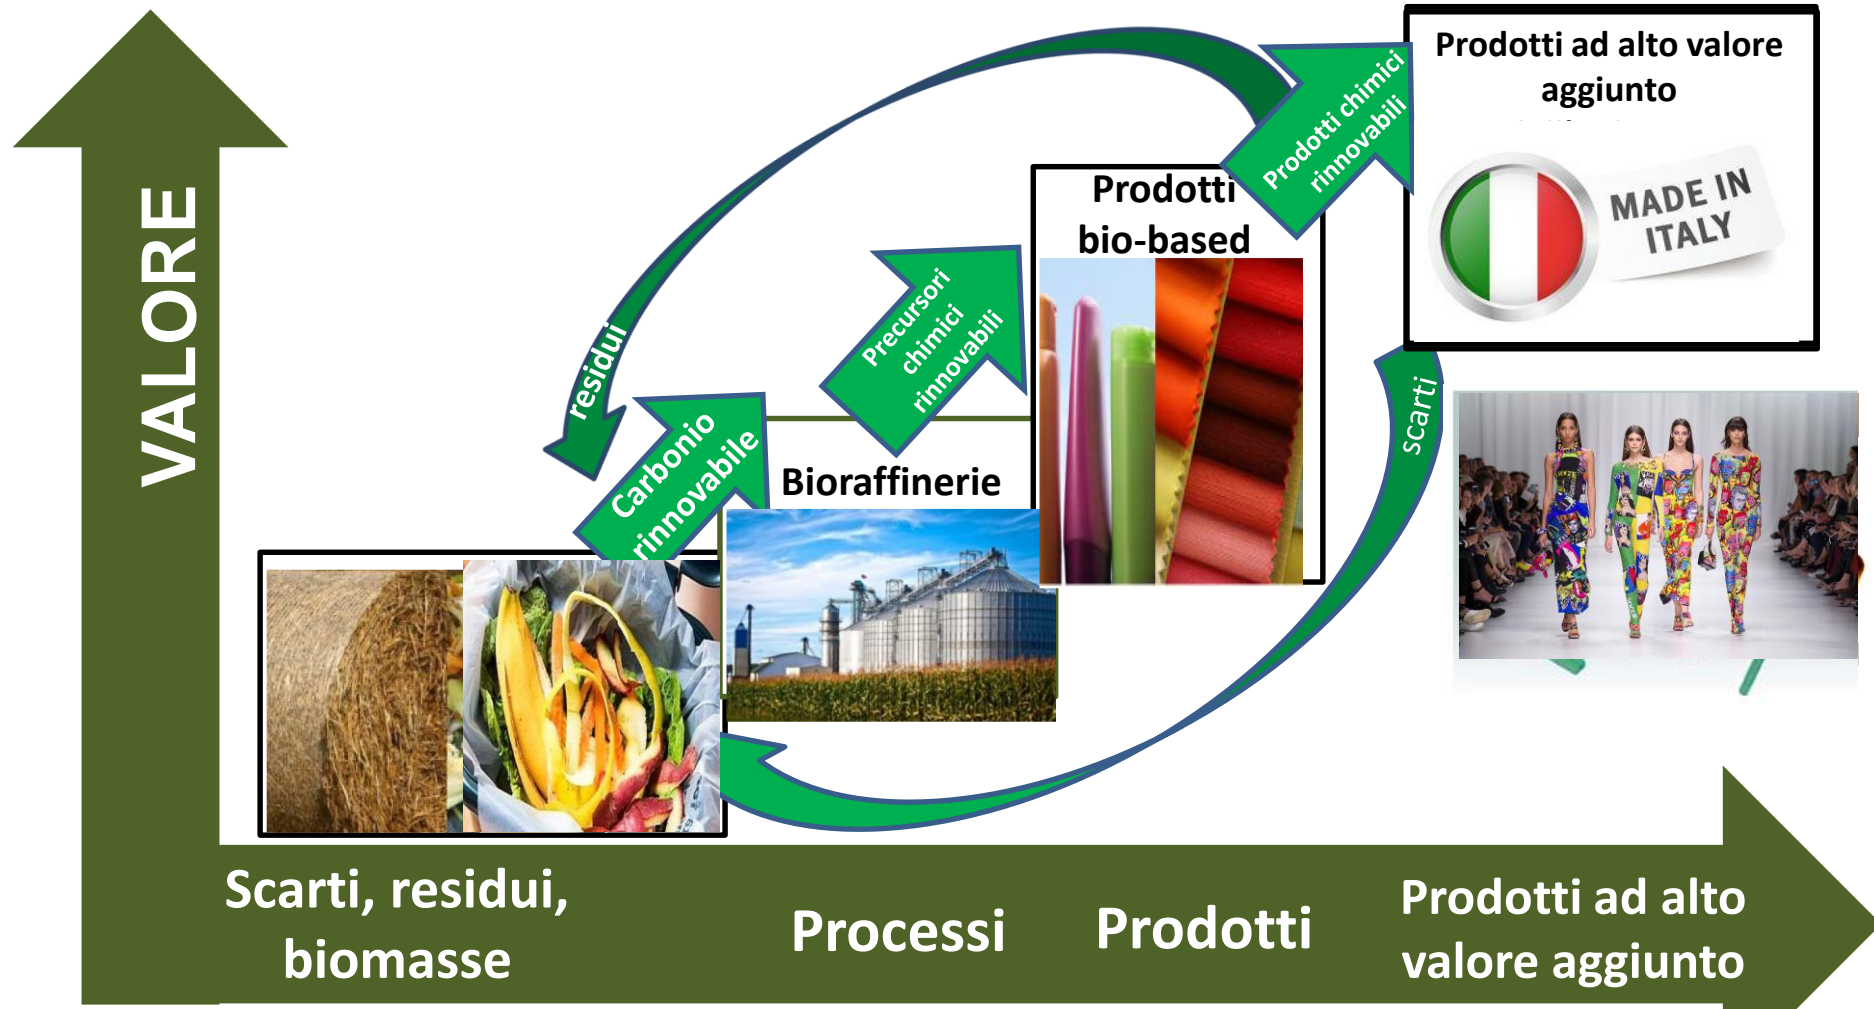 VALORE
Prodotti ad alto valore
aggiunto
MADE IN
ITALY
Prodotti chimici
rinnovabili
Prodotti
bio-based
Precursori
chimici
rinnovabili
residui
scarti
Carbonio
rinnovabile
Bioraffinerie
Scarti, residui,
biomasse
Processi
Prodotti
Prodotti ad alto
valore aggiunto